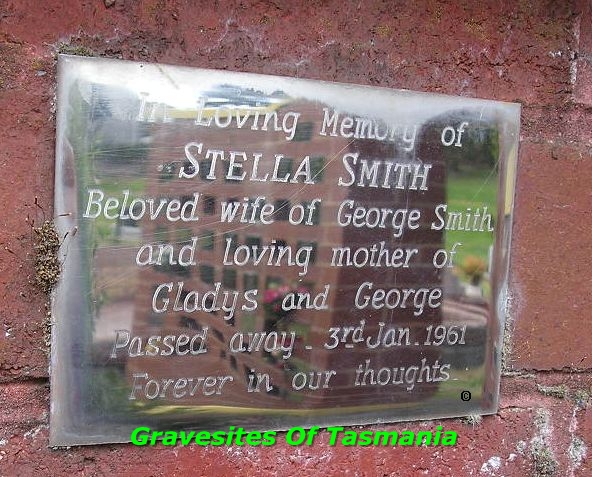 In Loving Memory of
STELLA SMITH
Beloved wife of George Smith
and loving mother of
Gladys and George
Passed away - 3rd Jan. 1961
Forever in our thoughts.
©
Gravesites Of Tasmania